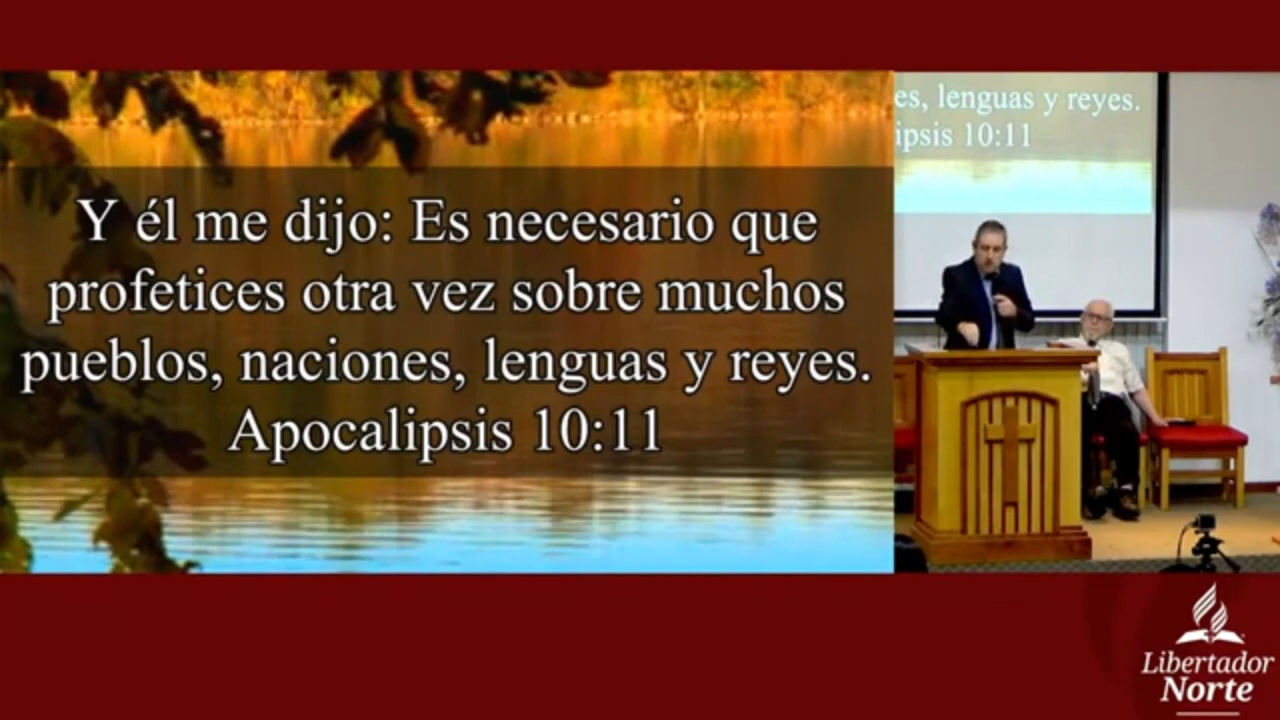 Y él me dijo: Es necesario que
profetices otra vez sobre muchos
pueblos, naciones, lenguas y reyes.
Apocalipsis 10:11
es, lenguas y reyes.
ipsis 10:11
Libertador
Norte